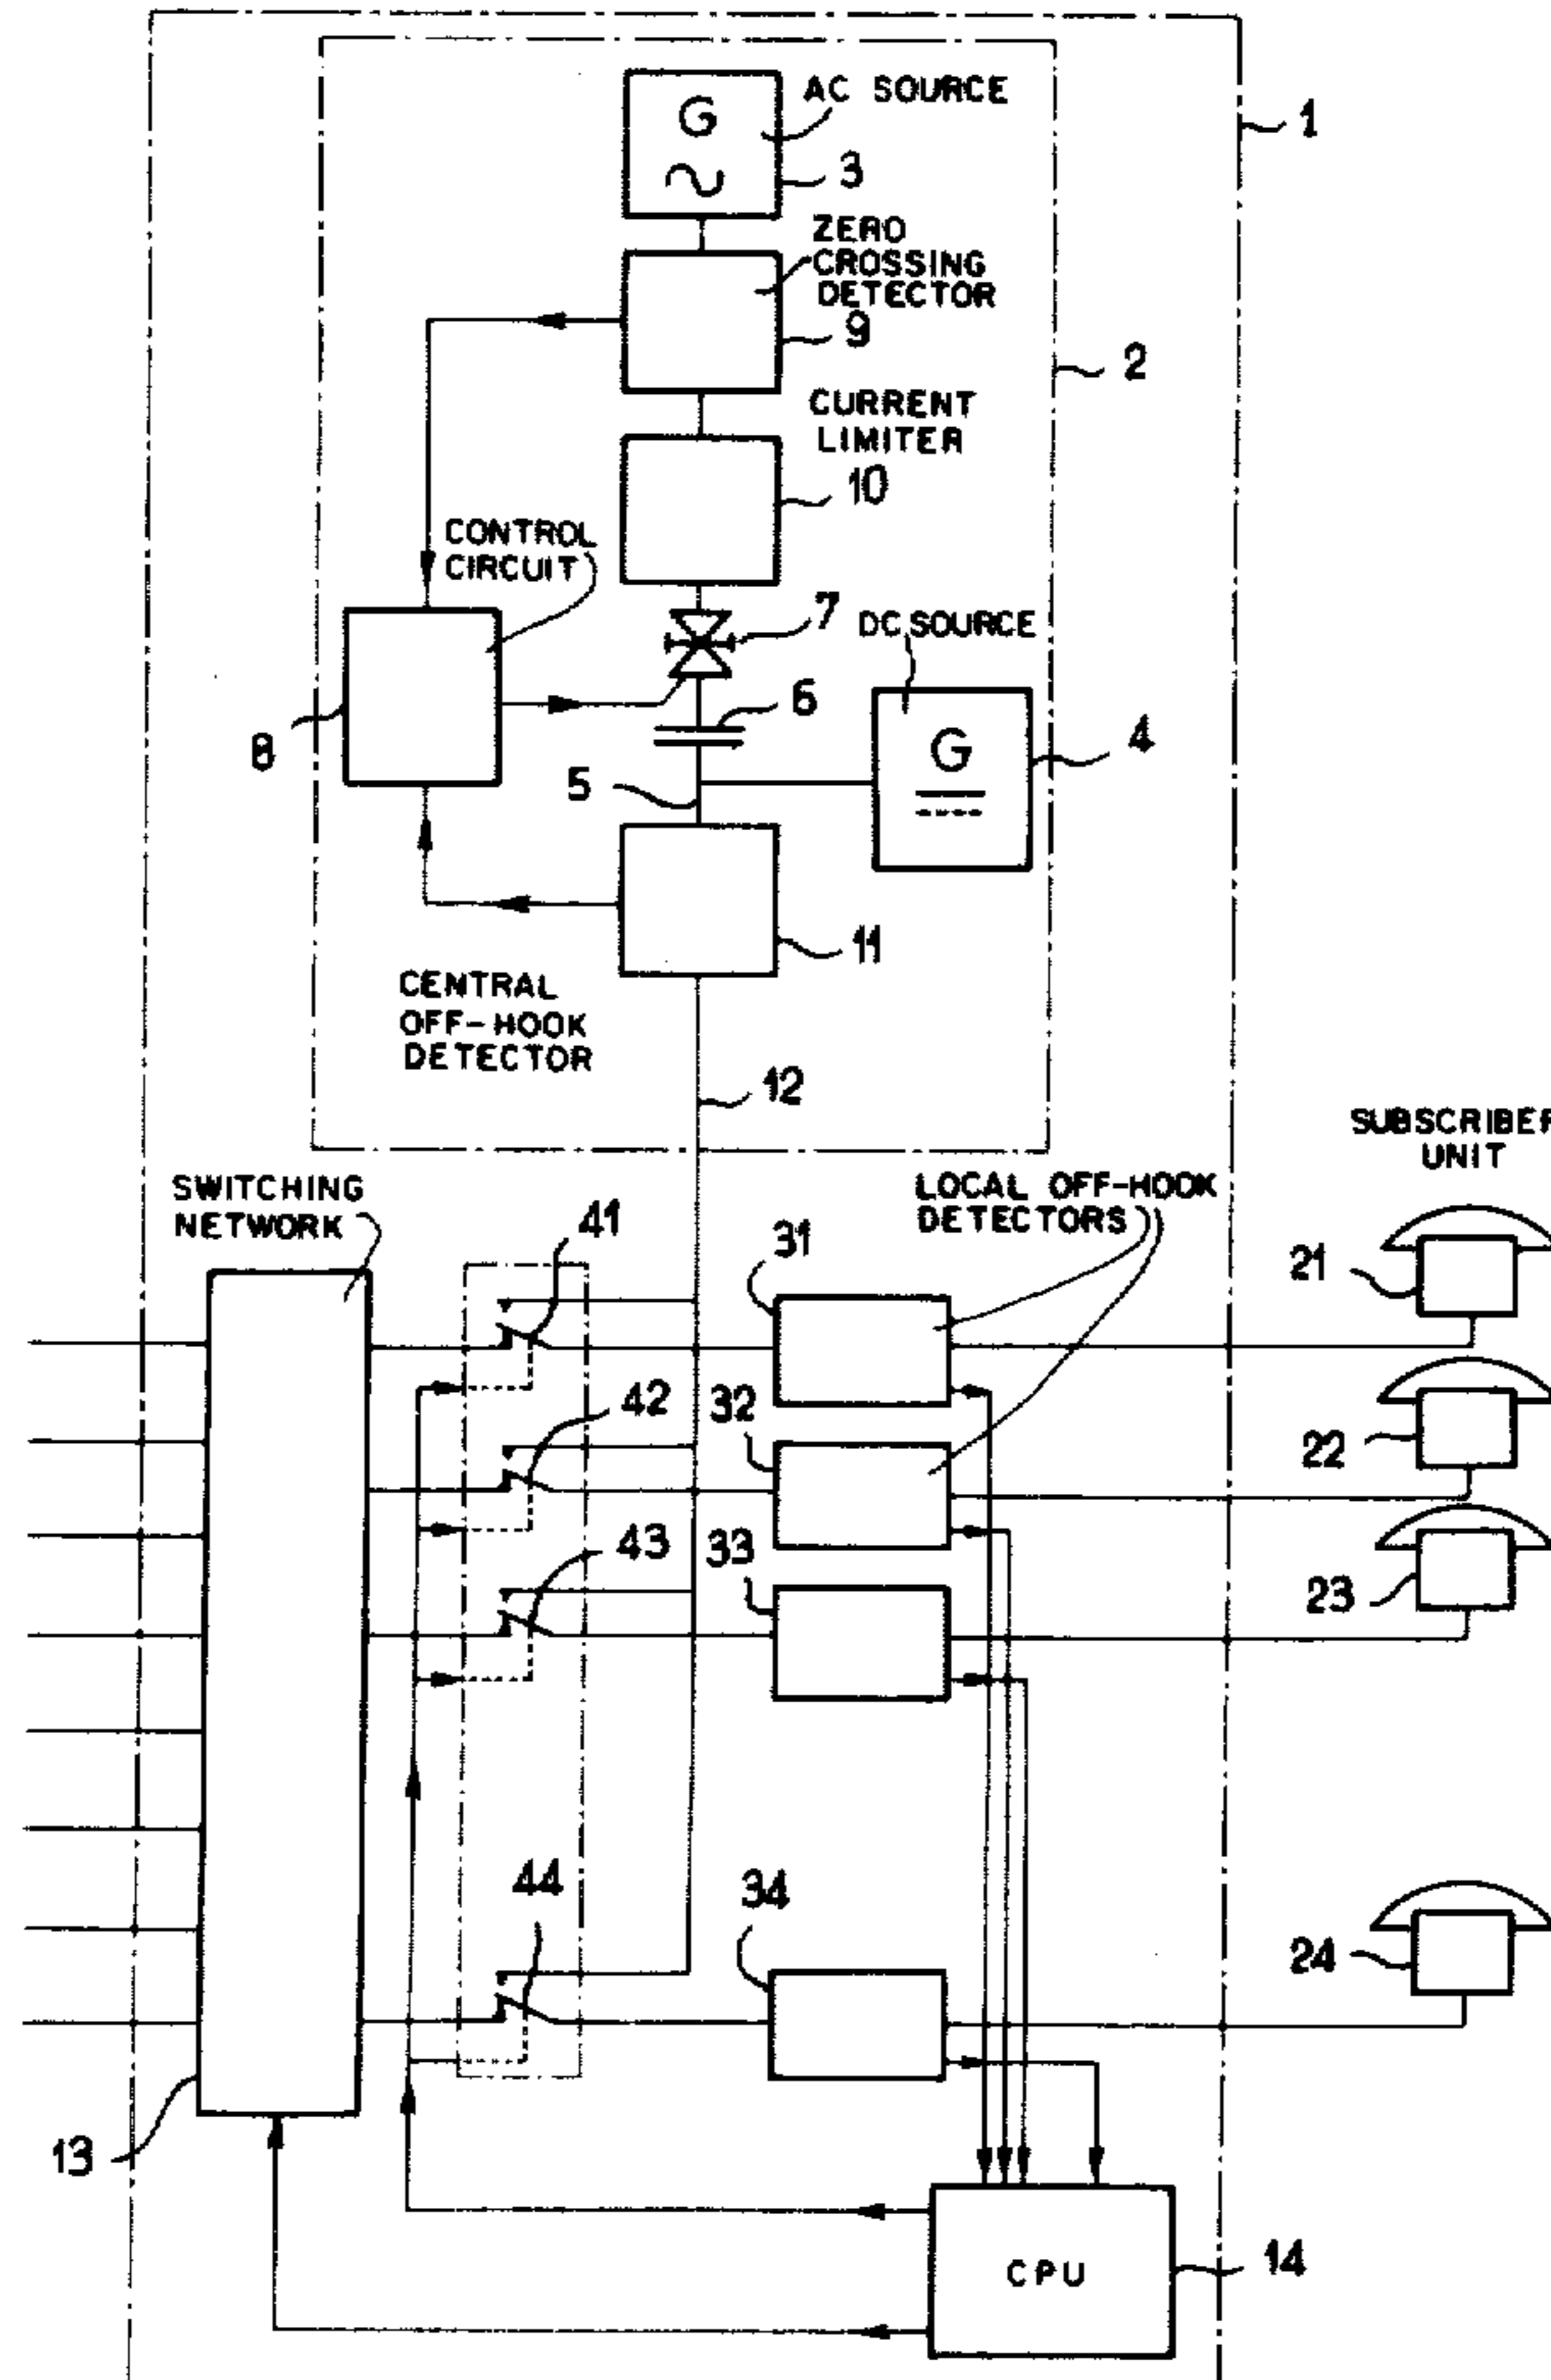 G
AC SOURCE
1
3
ZERO
CROSSING
DETECTOR
9
2
CURRENT
LIMITER
10
CONTROL
CIRCUIT
7
DC SOURCE
6
8
G
4
5
11
CENTRAL
OFF-HOOK
DETECTOR
12
SUBSCRIBER
UNIT
SWITCHING
NETWORK
LOCAL OFF-HOOK
DETECTORS
41
31
21
42
32
22
43
33
23
44
34
24
13
CPU
14